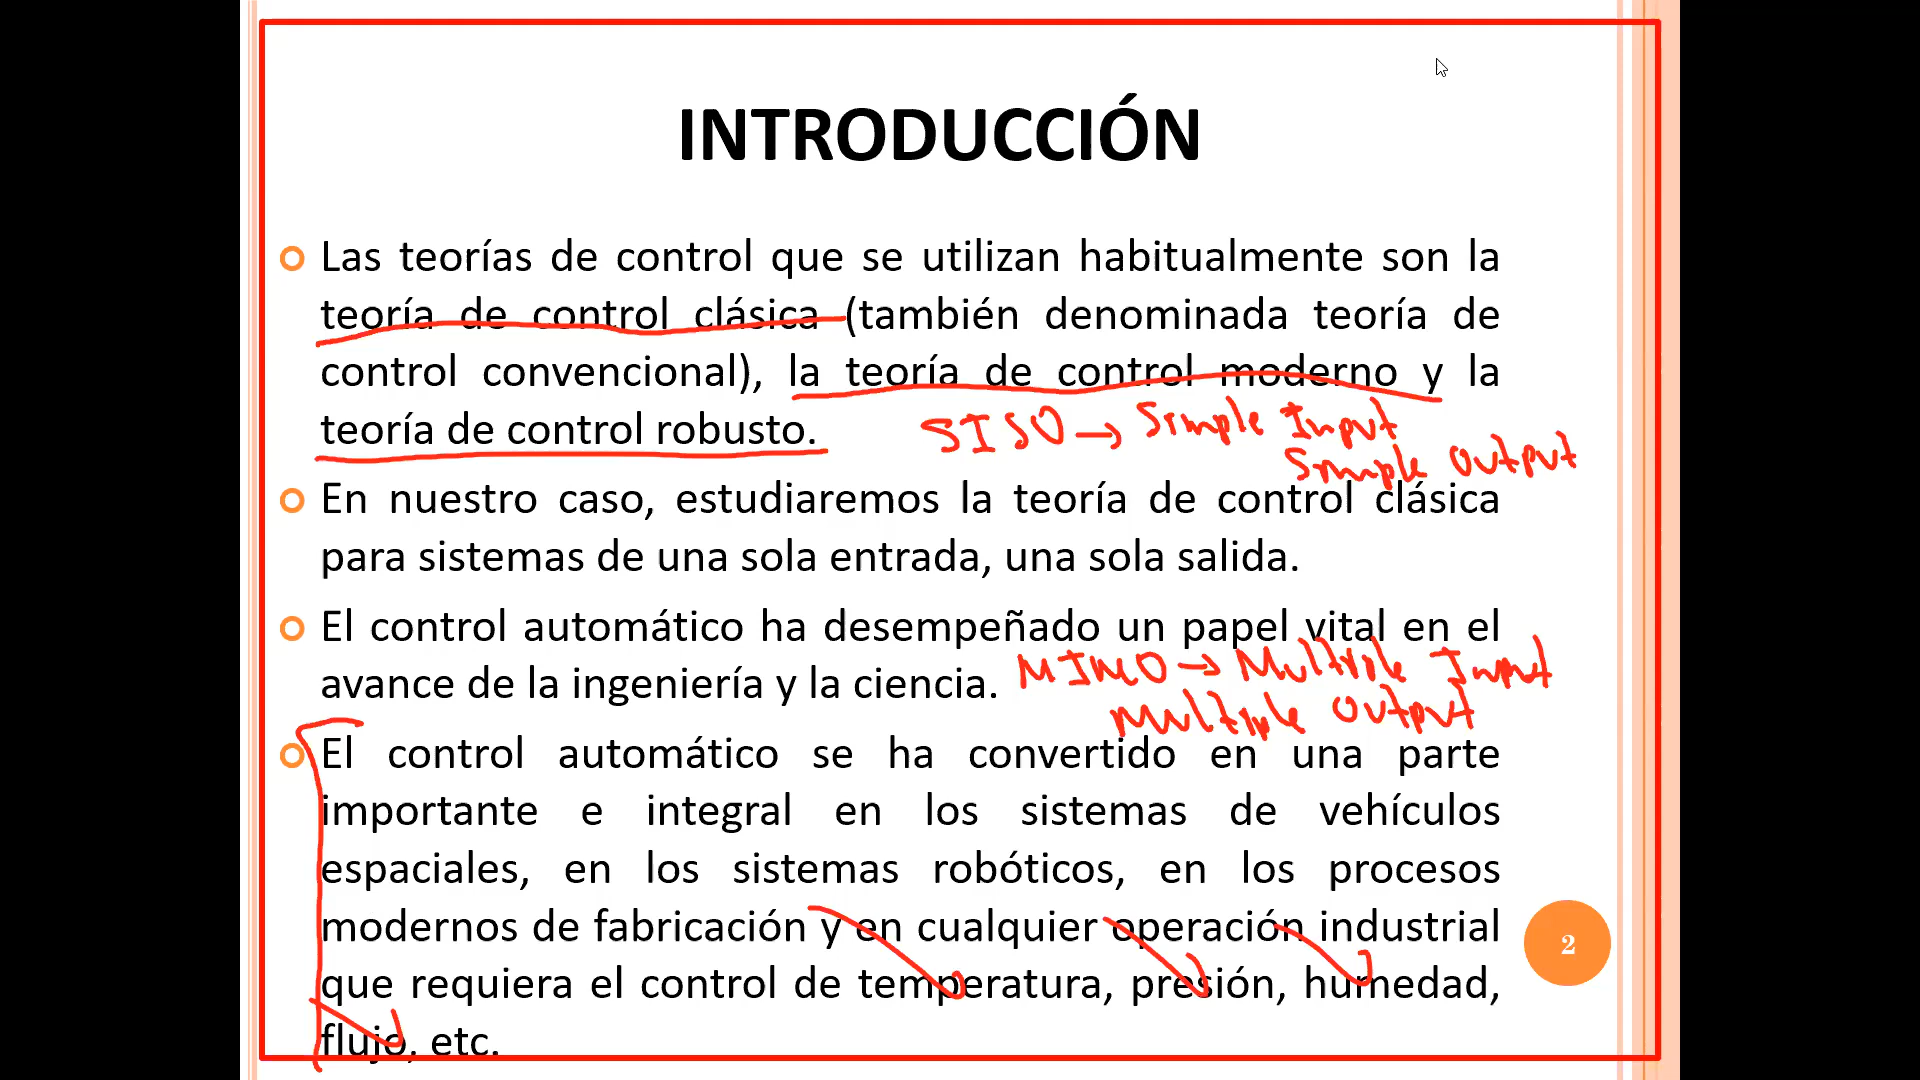 INTRODUCCIÓN
Las teorías de control que se utilizan habitualmente son la
teoría de control clásica (también denominada teoría de
control convencional), la teoría de control moderno y la
teoría de control robusto.
SISO → Simple Input
Simple Output
En nuestro caso, estudiaremos la teoría de control clásica
para sistemas de una sola entrada, una sola salida.
El control automático ha desempeñado un papel vital en el
avance de la ingeniería y la ciencia.
MIMO → Multiple Input
Multiple Output
El control automático se ha convertido en una parte
importante e integral en los sistemas de vehículos
espaciales, en los sistemas robóticos, en los procesos
modernos de fabricación y en cualquier operación industrial
que requiera el control de temperatura, presión, humedad,
flujo, etc.
2